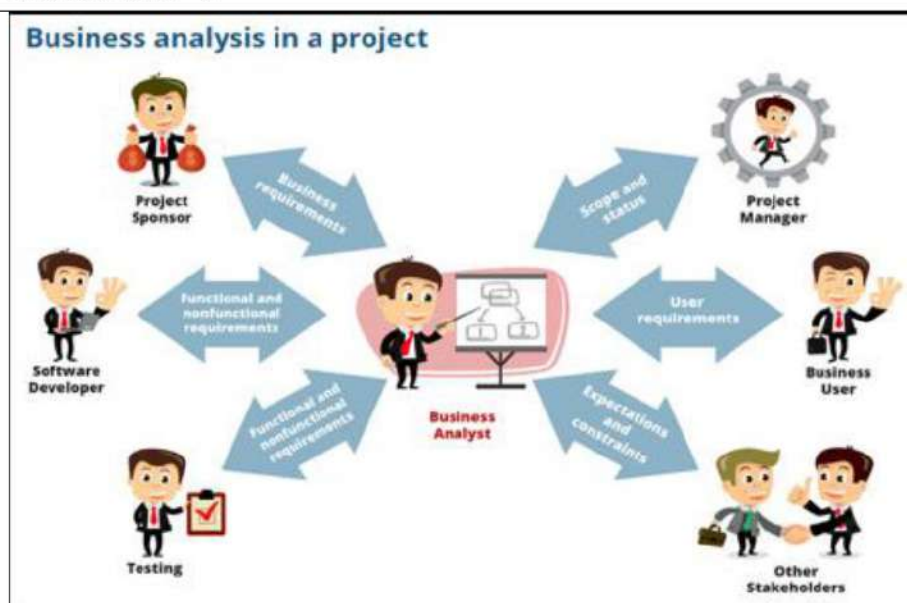 Business analysis in a project
Project
Sponsor
Business
requirements
Scope and
status
Project
Manager
Software
Developer
Functional and
nonfunctional
requirements
User
requirements
Business
User
Business
Analyst
Testing
Functional and
nonfunctional
requirements
Expectations
and
constraints
Other
Stakeholders